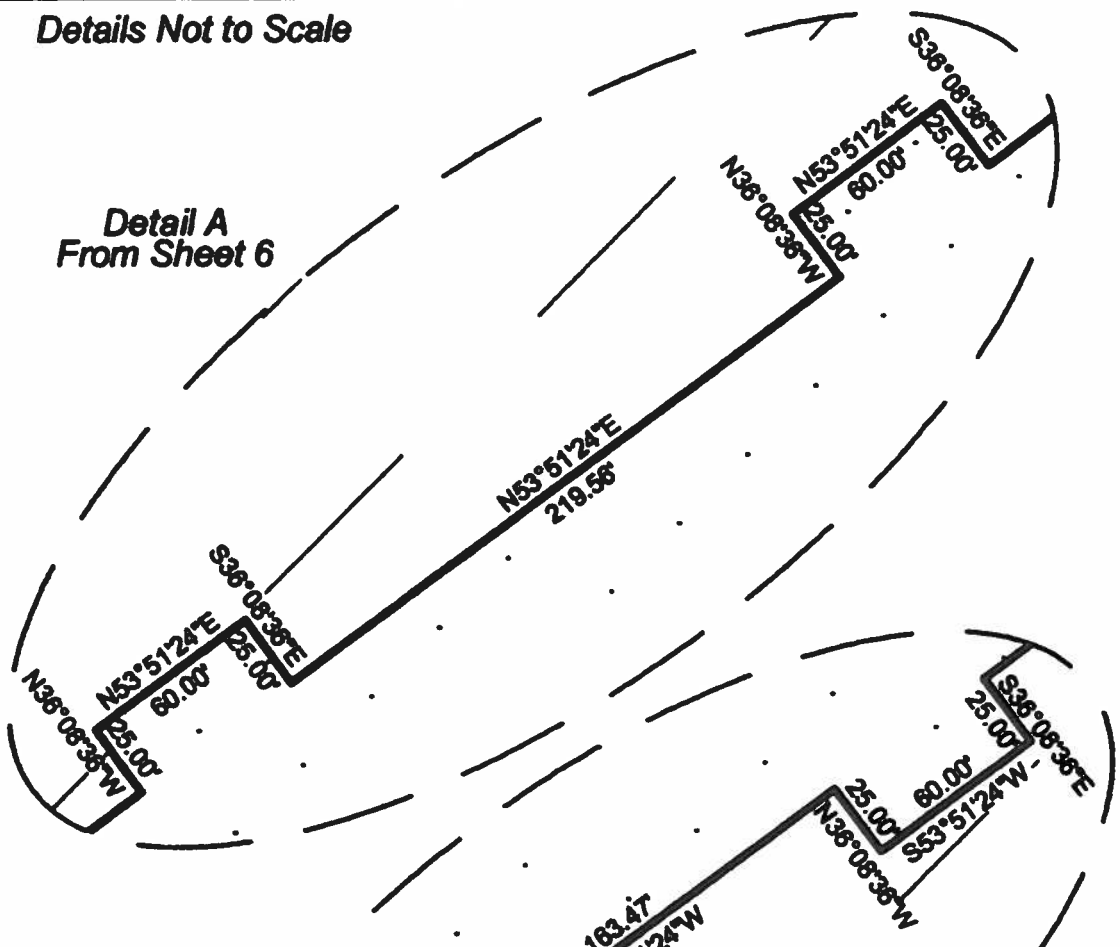 Details Not to Scale
Detail A
From Sheet 6
S36°08'36"E
25.00'
N53°51'24"E
60.00'
N36°08'36"W
25.00'
N53°51'24"E
219.56'
S36°08'36"E
25.00'
N53°51'24"E
60.00'
N36°08'36"W
25.00'
S36°08'36"E
25.00'
60.00'
S53°51'24"W
25.00'
N36°08'36"W
163.47'
24"W